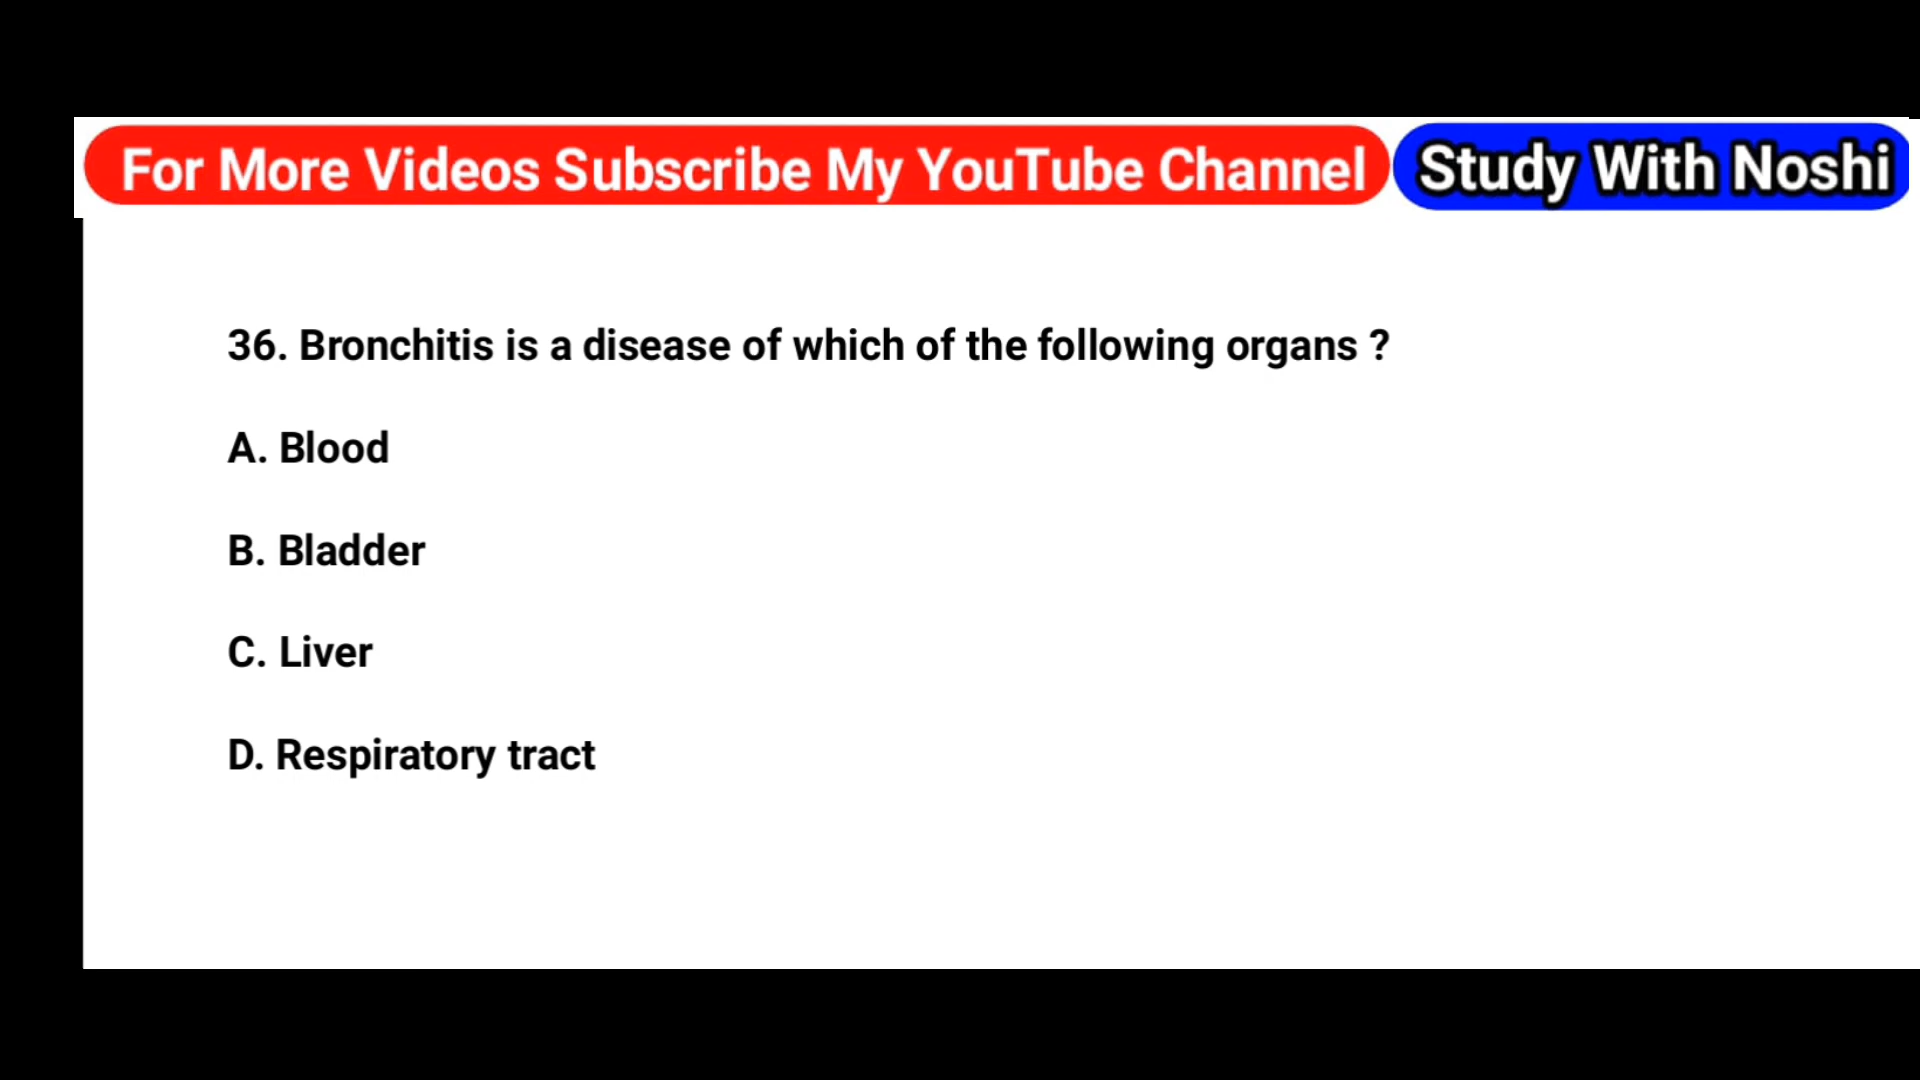 For More Videos Subscribe My YouTube Channel Study With Noshi
36. Bronchitis is a disease of which of the following organs ?
A. Blood
B. Bladder
C. Liver
D. Respiratory tract